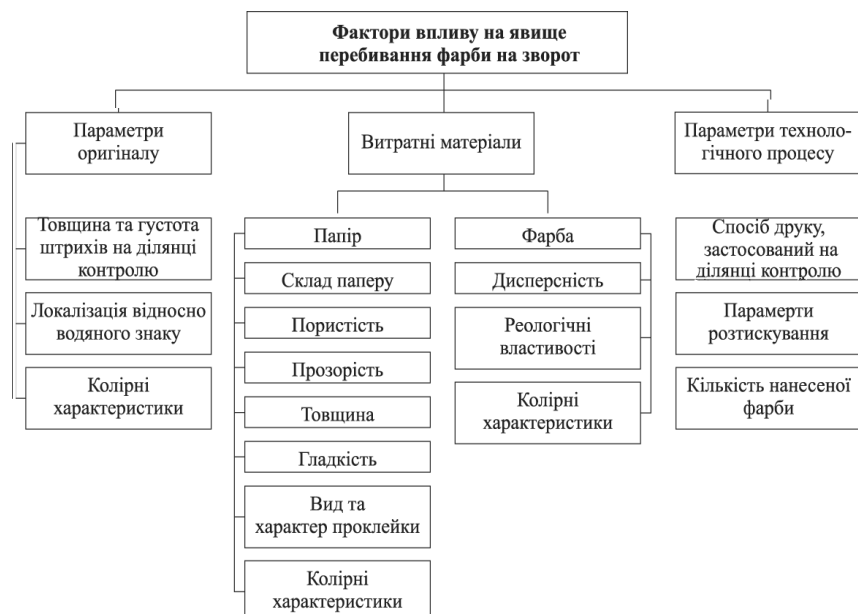 Фактори впливу на явище
перебивання фарби на зворот
Параметри
оригіналу
Витратні матеріали
Параметри техноло-
гічного процесу
Товщина та густота
штрихів на ділянці
контролю
Локалізація відносно
водяного знаку
Колірні
характеристики
Папір
Склад паперу
Пористість
Прозорість
Товщина
Гладкість
Вид та
характер проклейки
Колірні
характеристики
Фарба
Дисперсність
Реологічні
властивості
Колірні
характеристики
Спосіб друку,
застосований на
ділянці контролю
Парамерти
розтискування
Кількість нанесеної
фарби